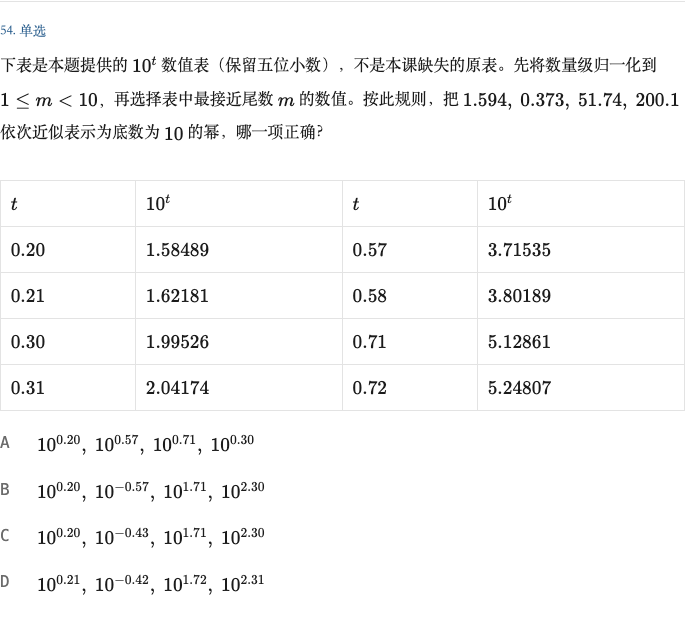 54. 单选
下表是本题提供的 10^t 数值表（保留五位小数），不是本课缺失的原表。先将数量级归一化到
1 ≤ m < 10，再选择表中最接近尾数 m 的数值。按此规则，把 1.594, 0.373, 51.74, 200.1
依次近似表示为底数为 10 的幂，哪一项正确?
t 10^t t 10^t
0.20 1.58489 0.57 3.71535
0.21 1.62181 0.58 3.80189
0.30 1.99526 0.71 5.12861
0.31 2.04174 0.72 5.24807
A 10^0.20, 10^0.57, 10^0.71, 10^0.30
B 10^0.20, 10^−0.57, 10^1.71, 10^2.30
C 10^0.20, 10^−0.43, 10^1.71, 10^2.30
D 10^0.21, 10^−0.42, 10^1.72, 10^2.31